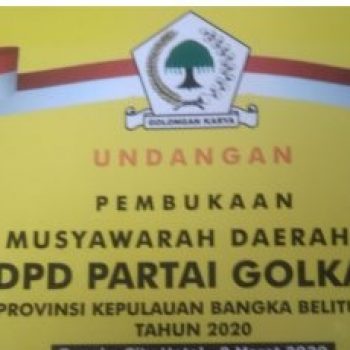 GOLONGAN KARYA
UNDANGAN
PEMBUKAAN
MUSYAWARAH DAERAH
DPD PARTAI GOLKA
PROVINSI KEPULAUAN BANGKA BELITU
TAHUN 2020